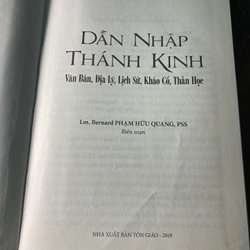 DẪN NHẬP
THÁNH KINH
Văn Bản, Địa Lý, Lịch Sử, Khảo Cổ, Thần Học
Lm. Bernard PHẠM HỮU QUANG, PSS
Biên soạn
NHÀ XUẤT BẢN TÔN GIÁO - 2018